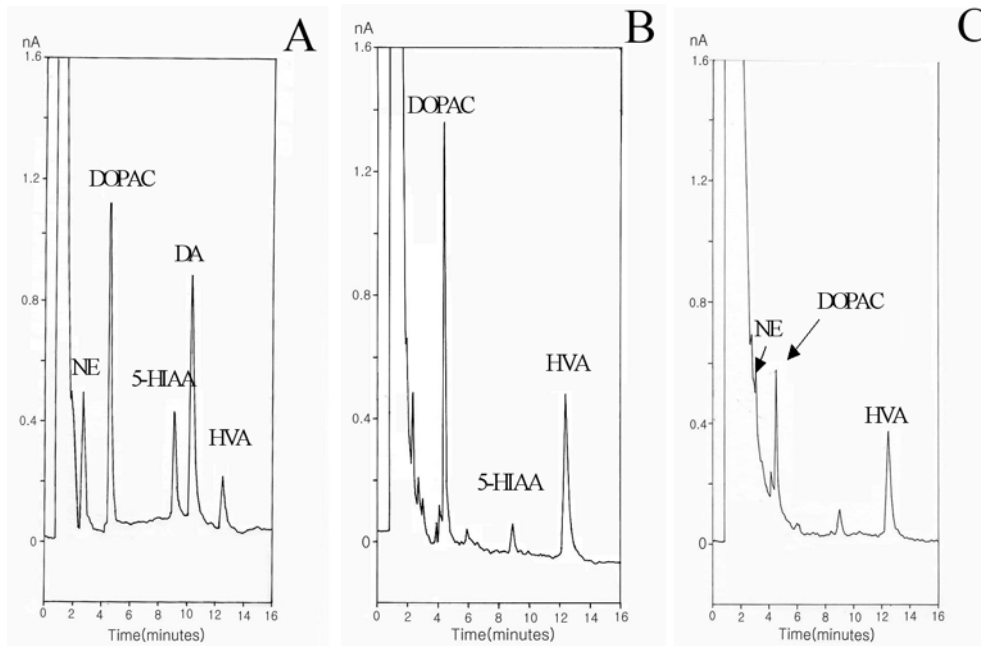 A
nA
1.6
1.2
0.8
0.4
0
DOPAC
DA
NE
5-HIAA
HVA
0 2 4 6 8 10 12 14 16
Time(minutes)
B
nA
1.6
1.2
0.8
0.4
0
DOPAC
HVA
5-HIAA
0 2 4 6 8 10 12 14 16
Time(minutes)
C
nA
1.6
1.2
0.8
0.4
0
DOPAC
NE
HVA
0 2 4 6 8 10 12 14 16
Time(minutes)